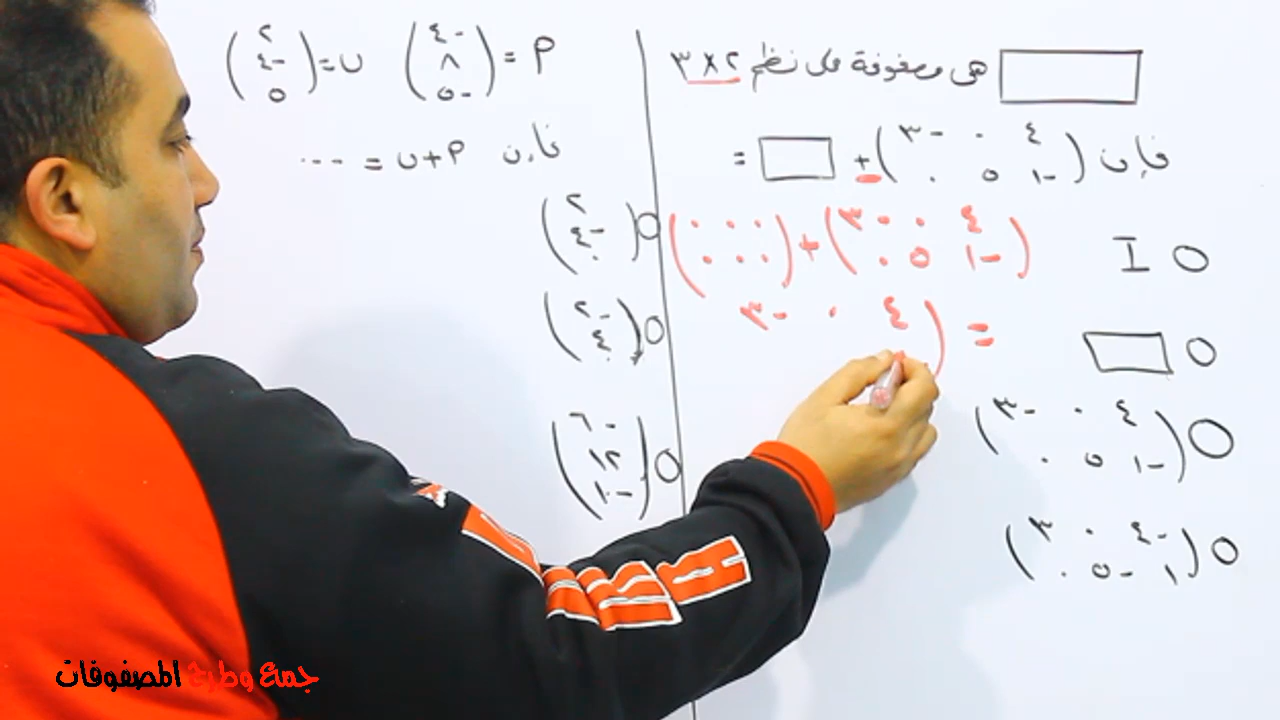 ▭ هي مصفوفة على نظم ٢ × ٣
فإن (٤ ٠ -٣
-١ ٥ ٠) + ▭ =
(٤ ٠ -٣
-١ ٥ ٠) + (٠ ٠ ٠
٠ ٠ ٠)
= (٤ ٠ -٣
○ I
○ ▭
○ (٤ ٠ -٣
-١ ٥ ٠)
○ (-٤ ٠ ٣
١ -٥ ٠)
م = (-٤
٨
-٥) ن = (٢
-٤
٥)
فإن م + ن = ...
○ (٢
-٤
٠)
○ (-٢
٤
٠)
○ (-٦
١٢
-١٠)
جمع وطرح المصفوفات